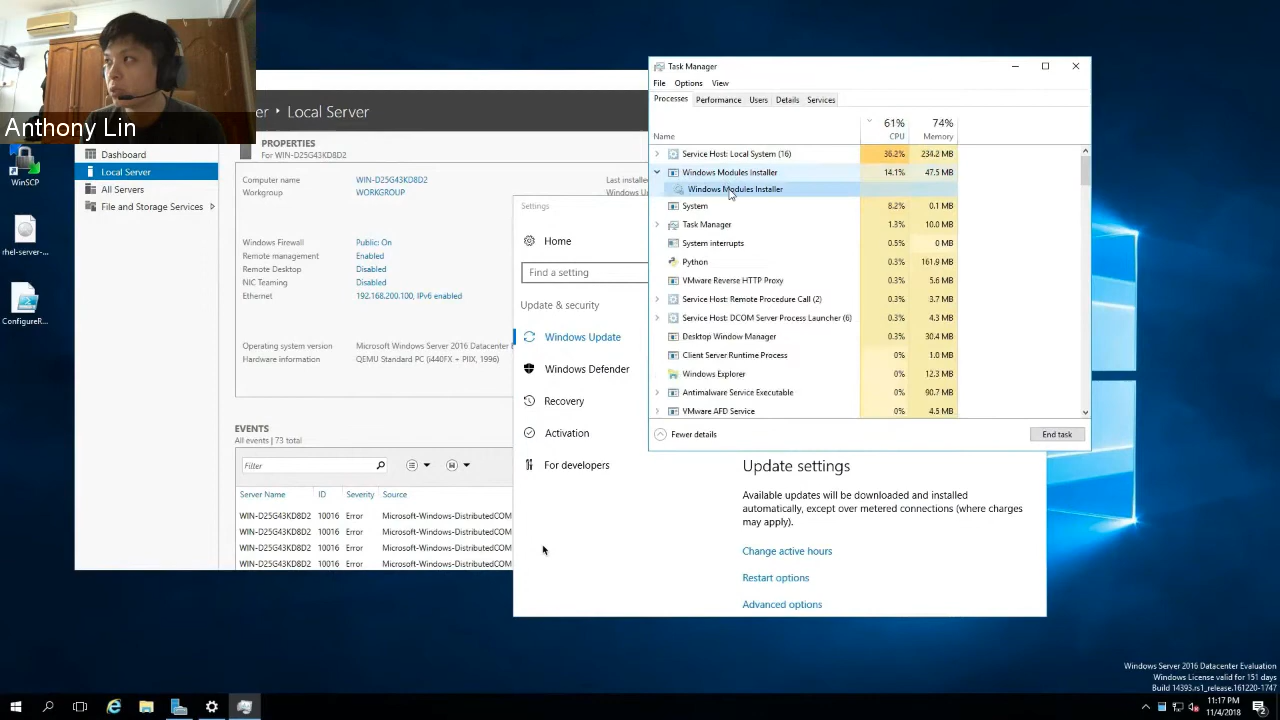 Anthony Lin
er › Local Server
WinSCP
rhel-server-...
ConfigureR...
Dashboard
Local Server
All Servers
File and Storage Services
PROPERTIES
For WIN-D25G43KD8D2
Computer name WIN-D25G43KD8D2
Workgroup WORKGROUP
Last installed
Windows U
Windows Firewall Public: On
Remote management Enabled
Remote Desktop Disabled
NIC Teaming Disabled
Ethernet 192.168.200.100, IPv6 enabled
Operating system version Microsoft Windows Server 2016 Datacenter E
Hardware information QEMU Standard PC (i440FX + PIIX, 1996)
EVENTS
All events | 73 total
Filter
Server Name ID Severity Source
WIN-D25G43KD8D2 10016 Error Microsoft-Windows-DistributedCOM
WIN-D25G43KD8D2 10016 Error Microsoft-Windows-DistributedCOM
WIN-D25G43KD8D2 10016 Error Microsoft-Windows-DistributedCOM
WIN-D25G43KD8D2 10016 Error Microsoft-Windows-DistributedCOM
Settings
Home
Find a setting
Update & security
Windows Update
Windows Defender
Recovery
Activation
For developers
Update settings
Available updates will be downloaded and installed
automatically, except over metered connections (where charges
may apply).
Change active hours
Restart options
Advanced options
Task Manager
File Options View
Processes Performance Users Details Services
61% 74%
Name CPU Memory
Service Host: Local System (16) 36.2% 234.2 MB
Windows Modules Installer 14.1% 47.5 MB
Windows Modules Installer
System 8.2% 0.1 MB
Task Manager 1.3% 10.0 MB
System interrupts 0.5% 0 MB
Python 0.3% 161.9 MB
VMware Reverse HTTP Proxy 0.3% 5.6 MB
Service Host: Remote Procedure Call (2) 0.3% 3.7 MB
Service Host: DCOM Server Process Launcher (6) 0.3% 4.3 MB
Desktop Window Manager 0.3% 30.4 MB
Client Server Runtime Process 0% 1.0 MB
Windows Explorer 0% 12.3 MB
Antimalware Service Executable 0% 90.7 MB
VMware AFD Service 0% 4.5 MB
Fewer details
End task
Windows Server 2016 Datacenter Evaluation
Windows License valid for 151 days
Build 14393.rs1_release.161220-1747
11:17 PM
11/4/2018
2